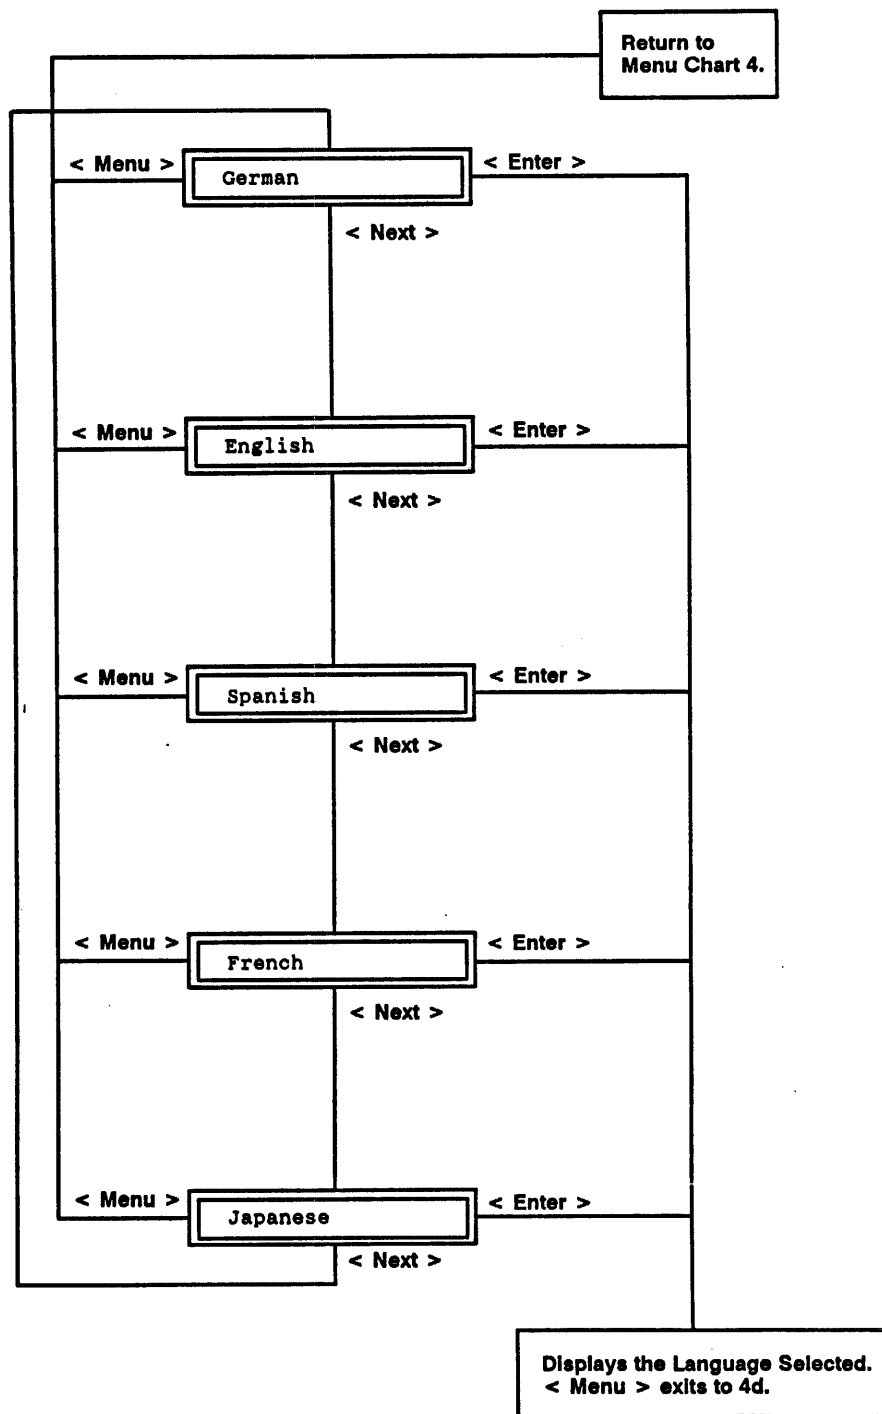 Return to
Menu Chart 4.
< Menu >
German
< Enter >
< Next >
< Menu >
English
< Enter >
< Next >
< Menu >
Spanish
< Enter >
< Next >
< Menu >
French
< Enter >
< Next >
< Menu >
Japanese
< Enter >
< Next >
Displays the Language Selected.
< Menu > exits to 4d.